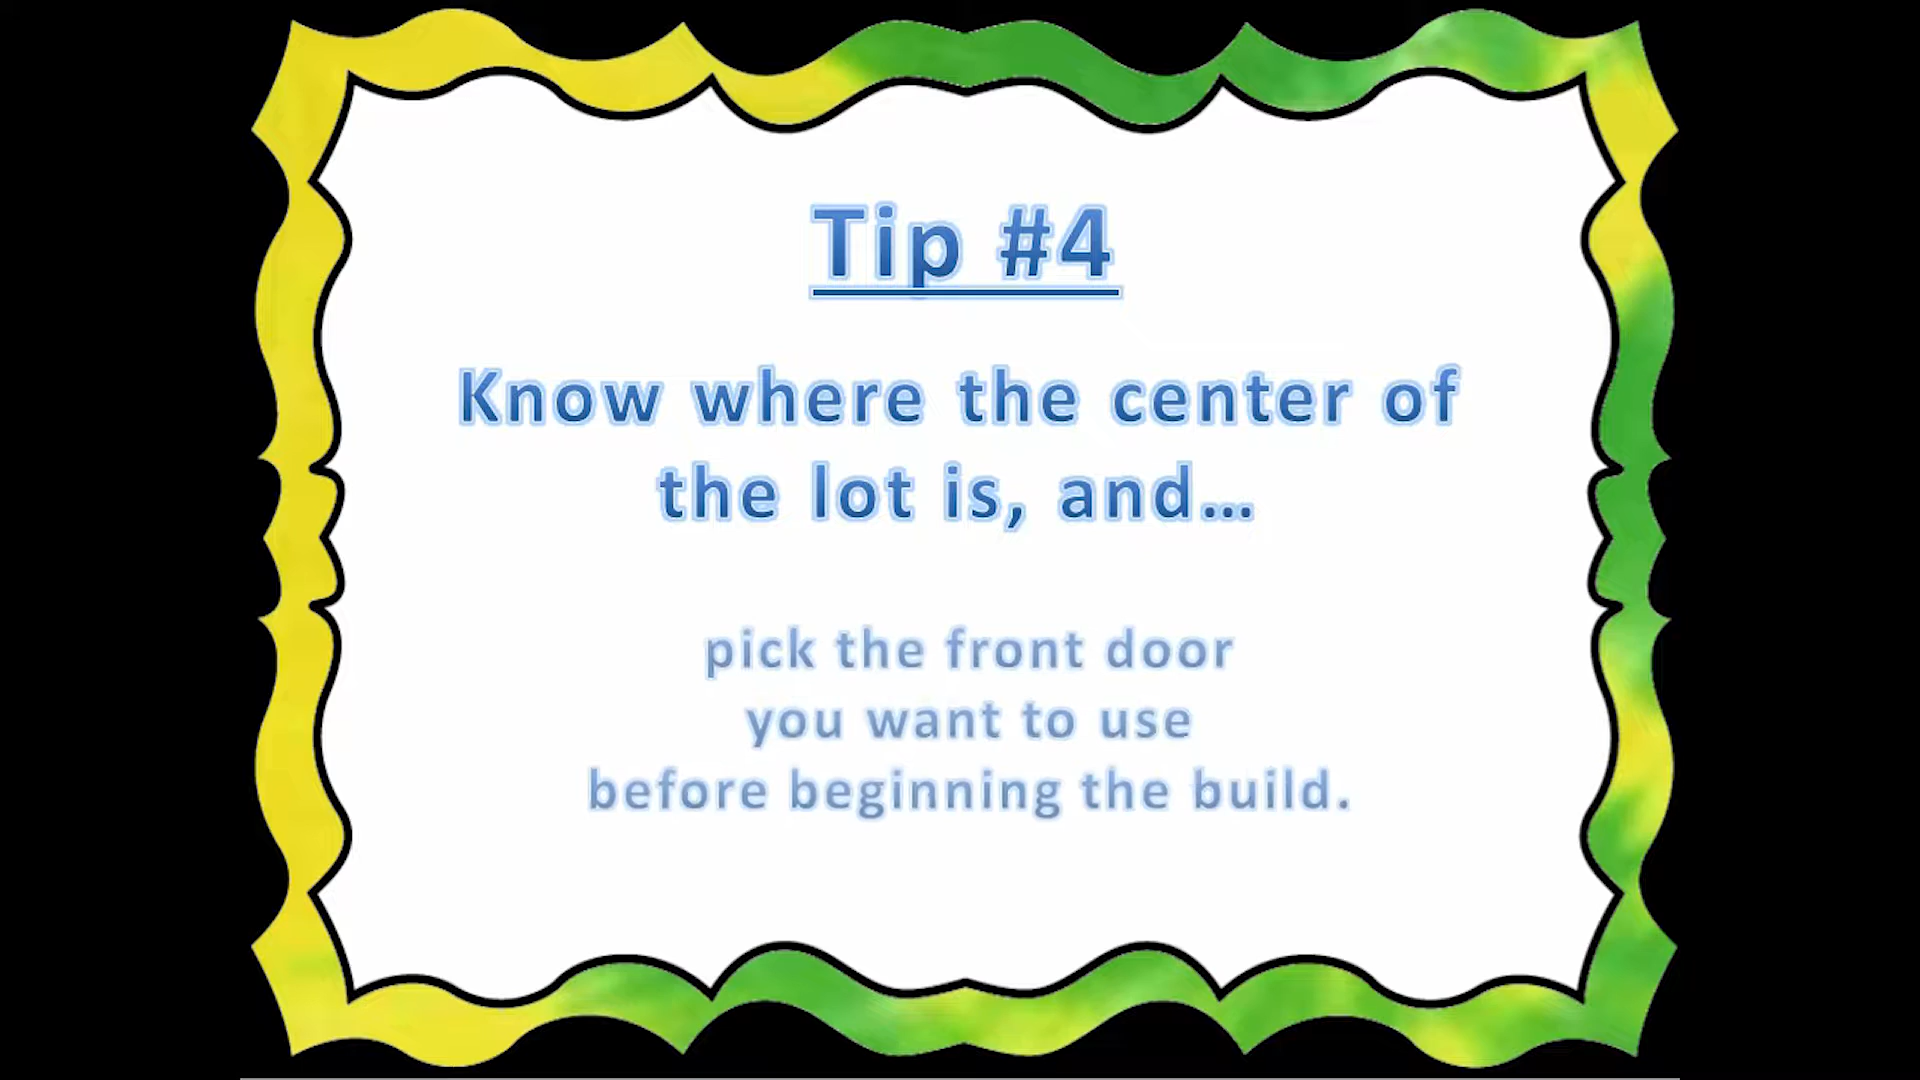 Tip #4
Know where the center of
the lot is, and…
pick the front door
you want to use
before beginning the build.